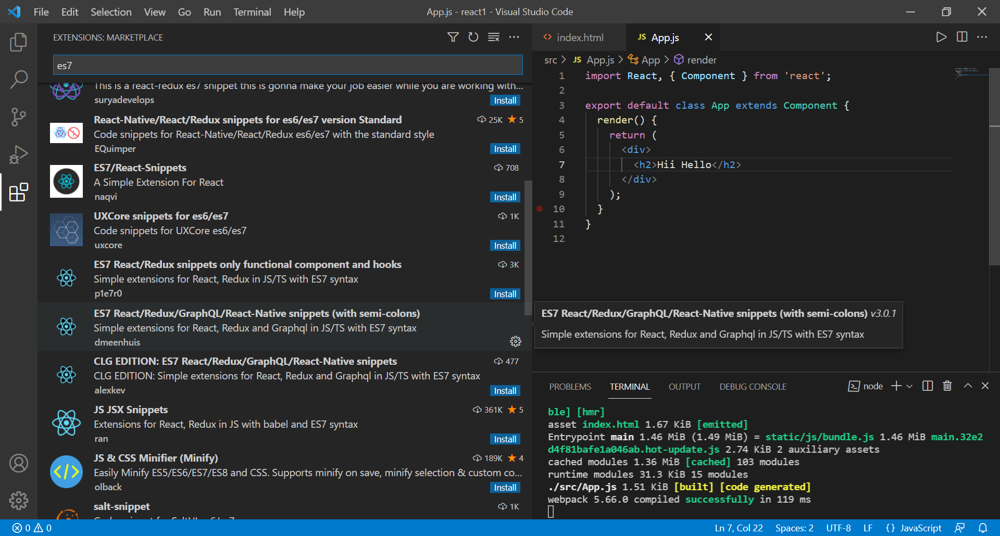 File Edit Selection View Go Run Terminal Help App.js - react1 - Visual Studio Code
EXTENSIONS: MARKETPLACE
es7
This is a react-redux es7 snippet this is gonna make your job easier while you are working with...
suryadevelops Install
React-Native/React/Redux snippets for es6/es7 version Standard 25K ★ 5
Code snippets for React-Native/React/Redux es6/es7 with the standard style
EQuimper Install
ES7/React-Snippets 708
A Simple Extension For React
naqvi Install
UXCore snippets for es6/es7 1K
Code snippets for UXCore es6/es7
uxcore Install
ES7 React/Redux snippets only functional component and hooks 3K
Simple extensions for React, Redux in JS/TS with ES7 syntax
p1e7r0 Install
ES7 React/Redux/GraphQL/React-Native snippets (with semi-colons)
Simple extensions for React, Redux and Graphql in JS/TS with ES7 syntax
dmeenhuis
CLG EDITION: ES7 React/Redux/GraphQL/React-Native snippets 477
CLG EDITION: Simple extensions for React, Redux and Graphql in JS/TS with ES7 syntax
alexkev Install
JS JSX Snippets 361K ★ 5
Extensions for React, Redux in JS with babel and ES7 syntax
ran Install
JS & CSS Minifier (Minify) 189K ★ 4
Easily Minify ES5/ES6/ES7/ES8 and CSS. Supports minify on save, minify selection & custom co...
olback Install
salt-snippet 1K
index.html JS App.js
src > JS App.js > App > render
1 import React, { Component } from 'react';
2
3 export default class App extends Component {
4 render() {
5 return (
6 <div>
7 <h2>Hii Hello</h2>
8 </div>
9 );
10 }
11 }
12
ES7 React/Redux/GraphQL/React-Native snippets (with semi-colons) v3.0.1
Simple extensions for React, Redux and Graphql in JS/TS with ES7 syntax
PROBLEMS TERMINAL OUTPUT DEBUG CONSOLE node
ble] [hmr]
asset index.html 1.67 KiB [emitted]
Entrypoint main 1.46 MiB (1.49 MiB) = static/js/bundle.js 1.46 MiB main.32e2
d4f81bafe1a046ab.hot-update.js 2.74 KiB 2 auxiliary assets
cached modules 1.36 MiB [cached] 103 modules
runtime modules 31.3 KiB 15 modules
./src/App.js 1.51 KiB [built] [code generated]
webpack 5.66.0 compiled successfully in 119 ms
0 0 Ln 7, Col 22 Spaces: 2 UTF-8 LF {} JavaScript